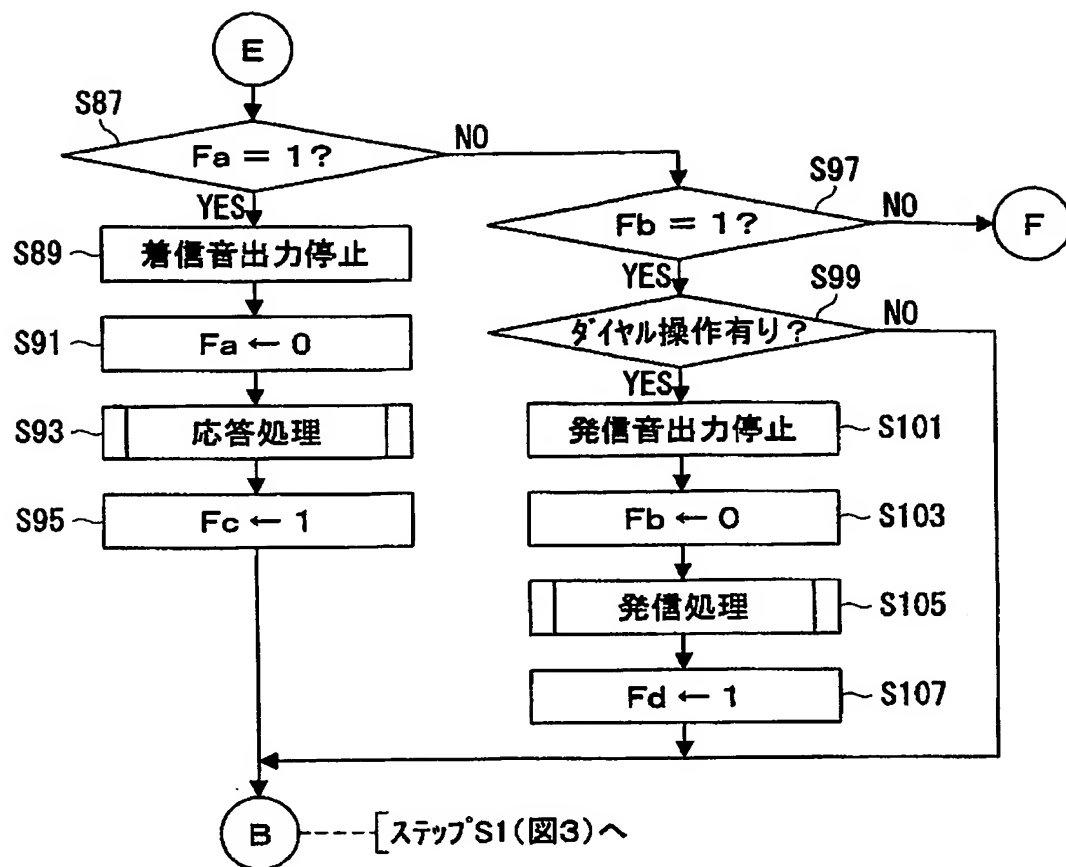 E
S87
Fa = 1?
NO
YES
S89
着信音出力停止
S91
Fa ← 0
S93
応答処理
S95
Fc ← 1
S97
Fb = 1?
NO
F
YES
S99
ダイヤル操作有り?
NO
YES
発信音出力停止
S101
Fb ← 0
S103
発信処理
S105
Fd ← 1
S107
B
ステップS1(図3)へ